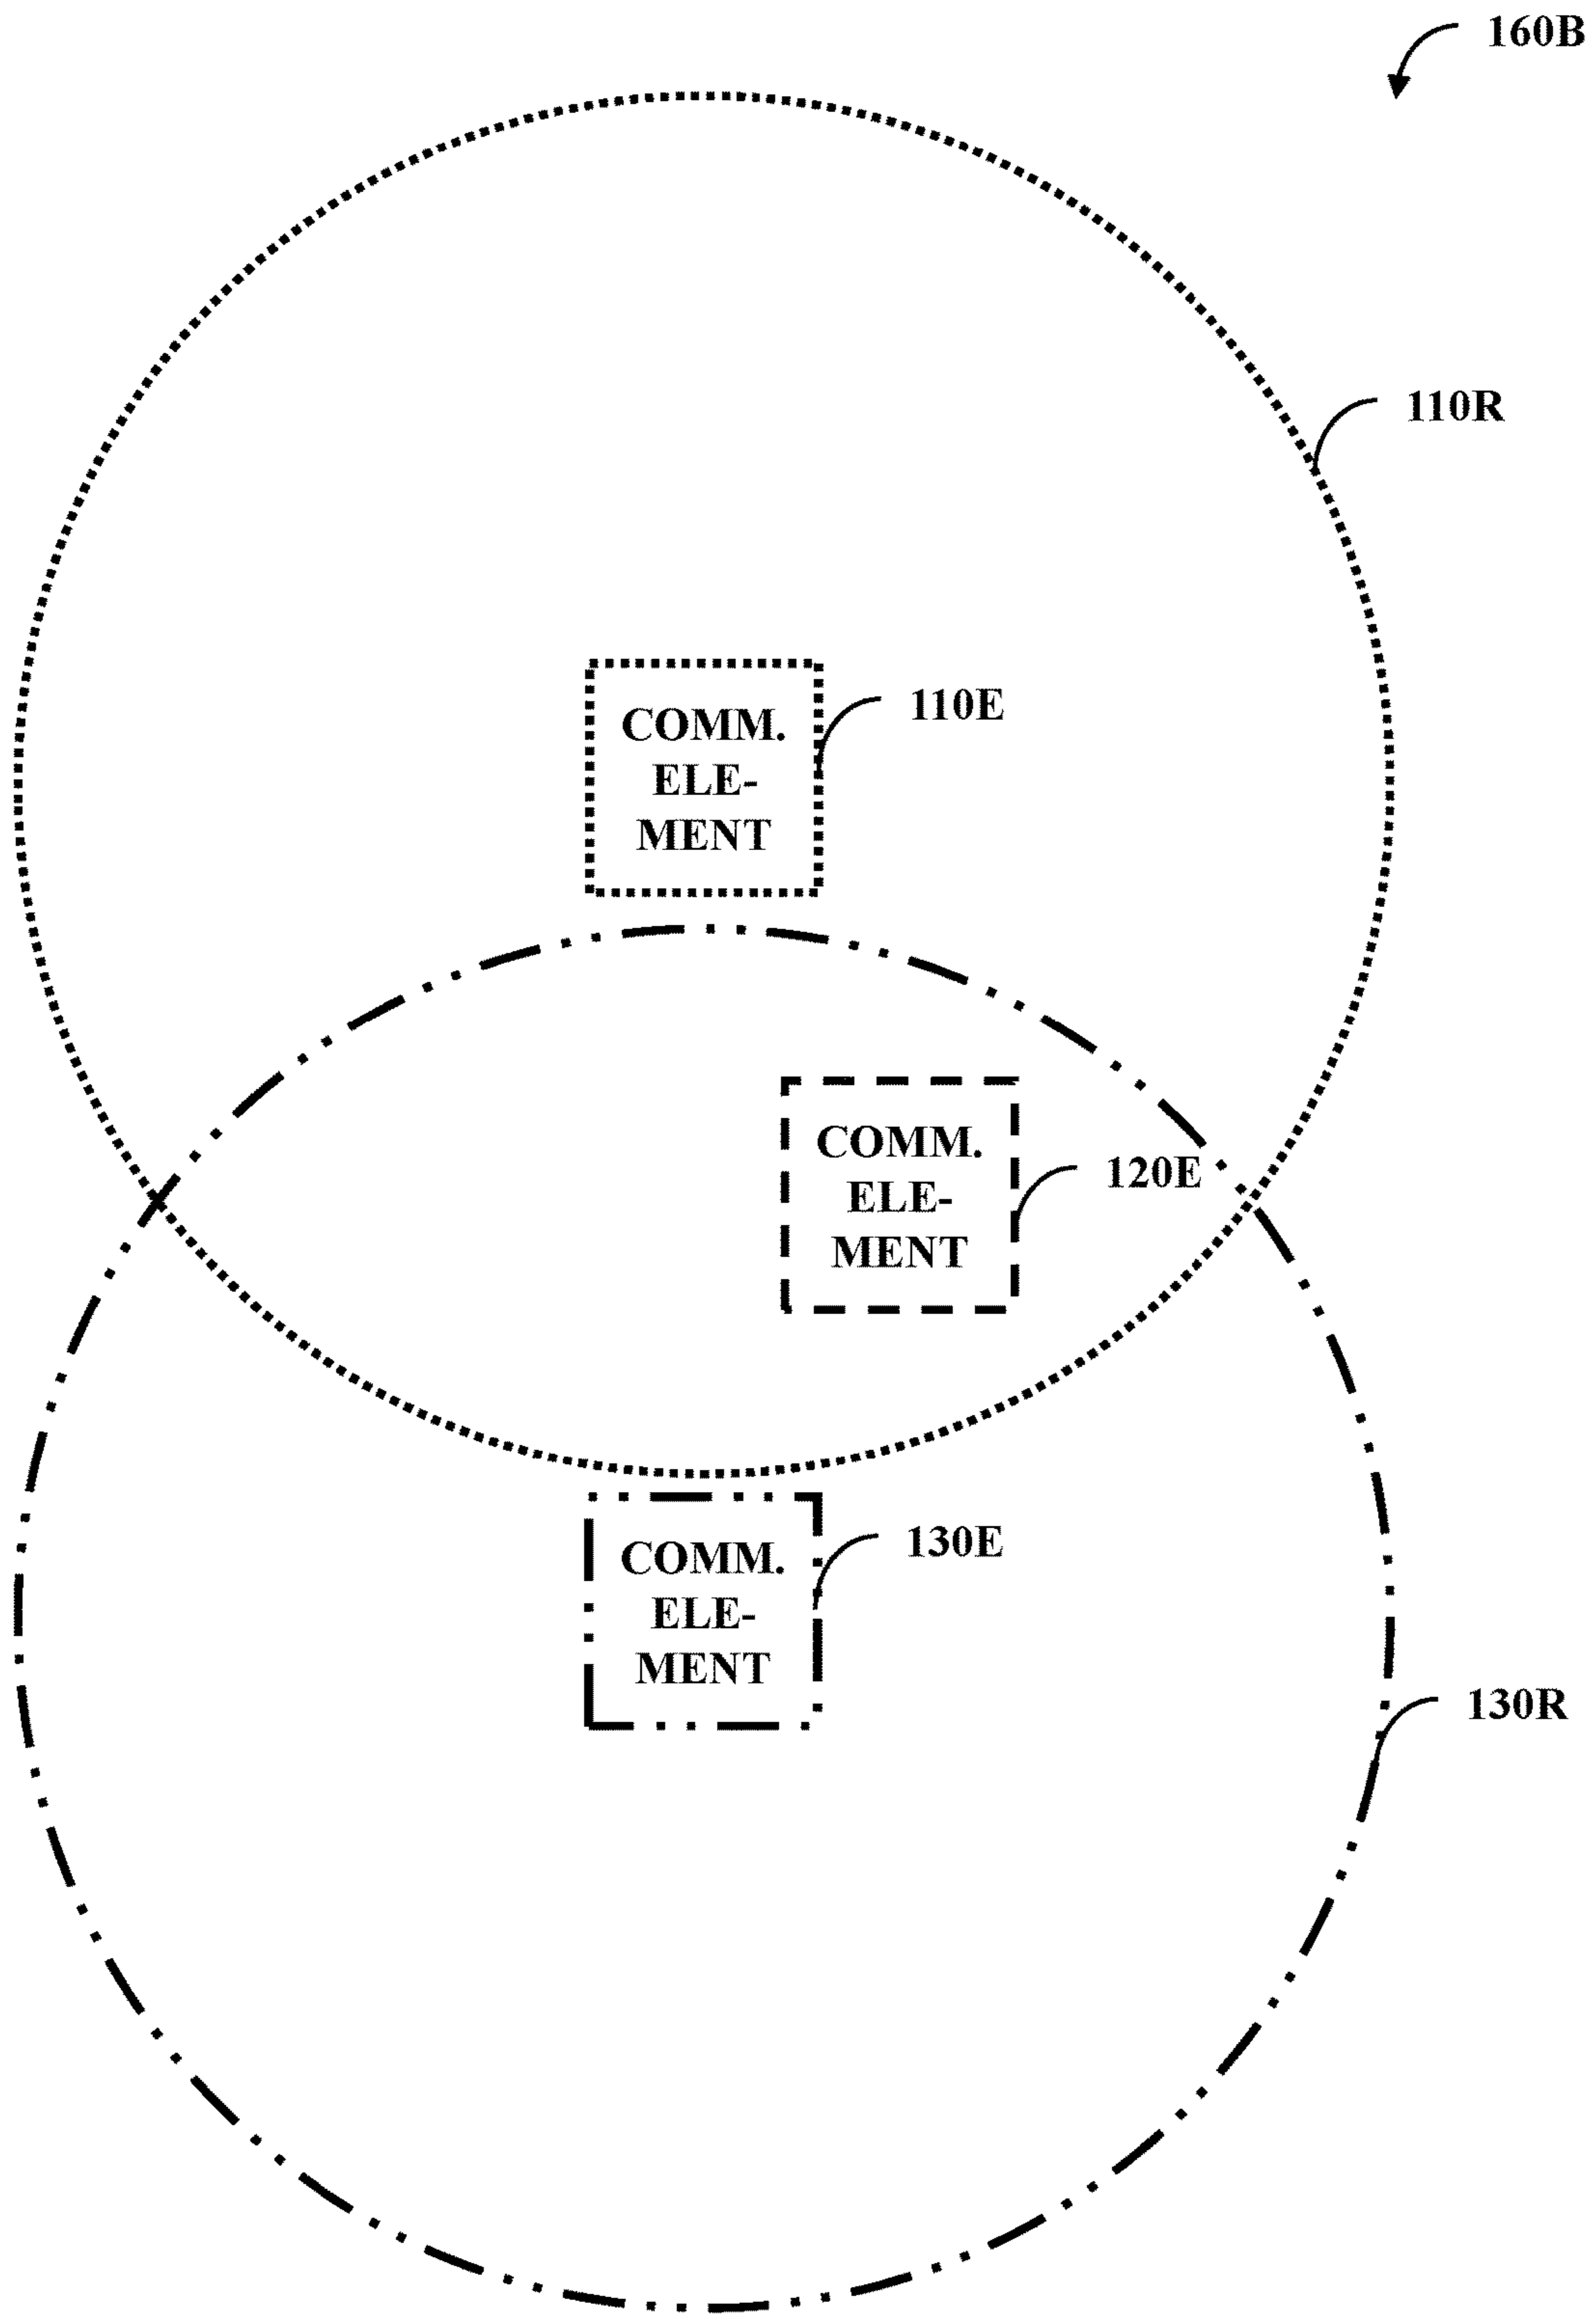 160B
110R
COMM.
ELE-
MENT
110E
COMM.
ELE-
MENT
120E
COMM.
ELE-
MENT
130E
130R